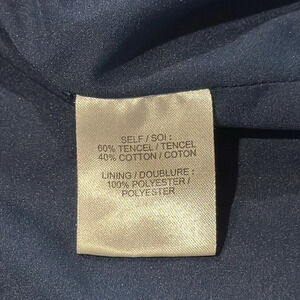 SELF / SOI :
60% TENCEL / TENCEL
40% COTTON / COTON
LINING / DOUBLURE :
100% POLYESTER /
POLYESTER